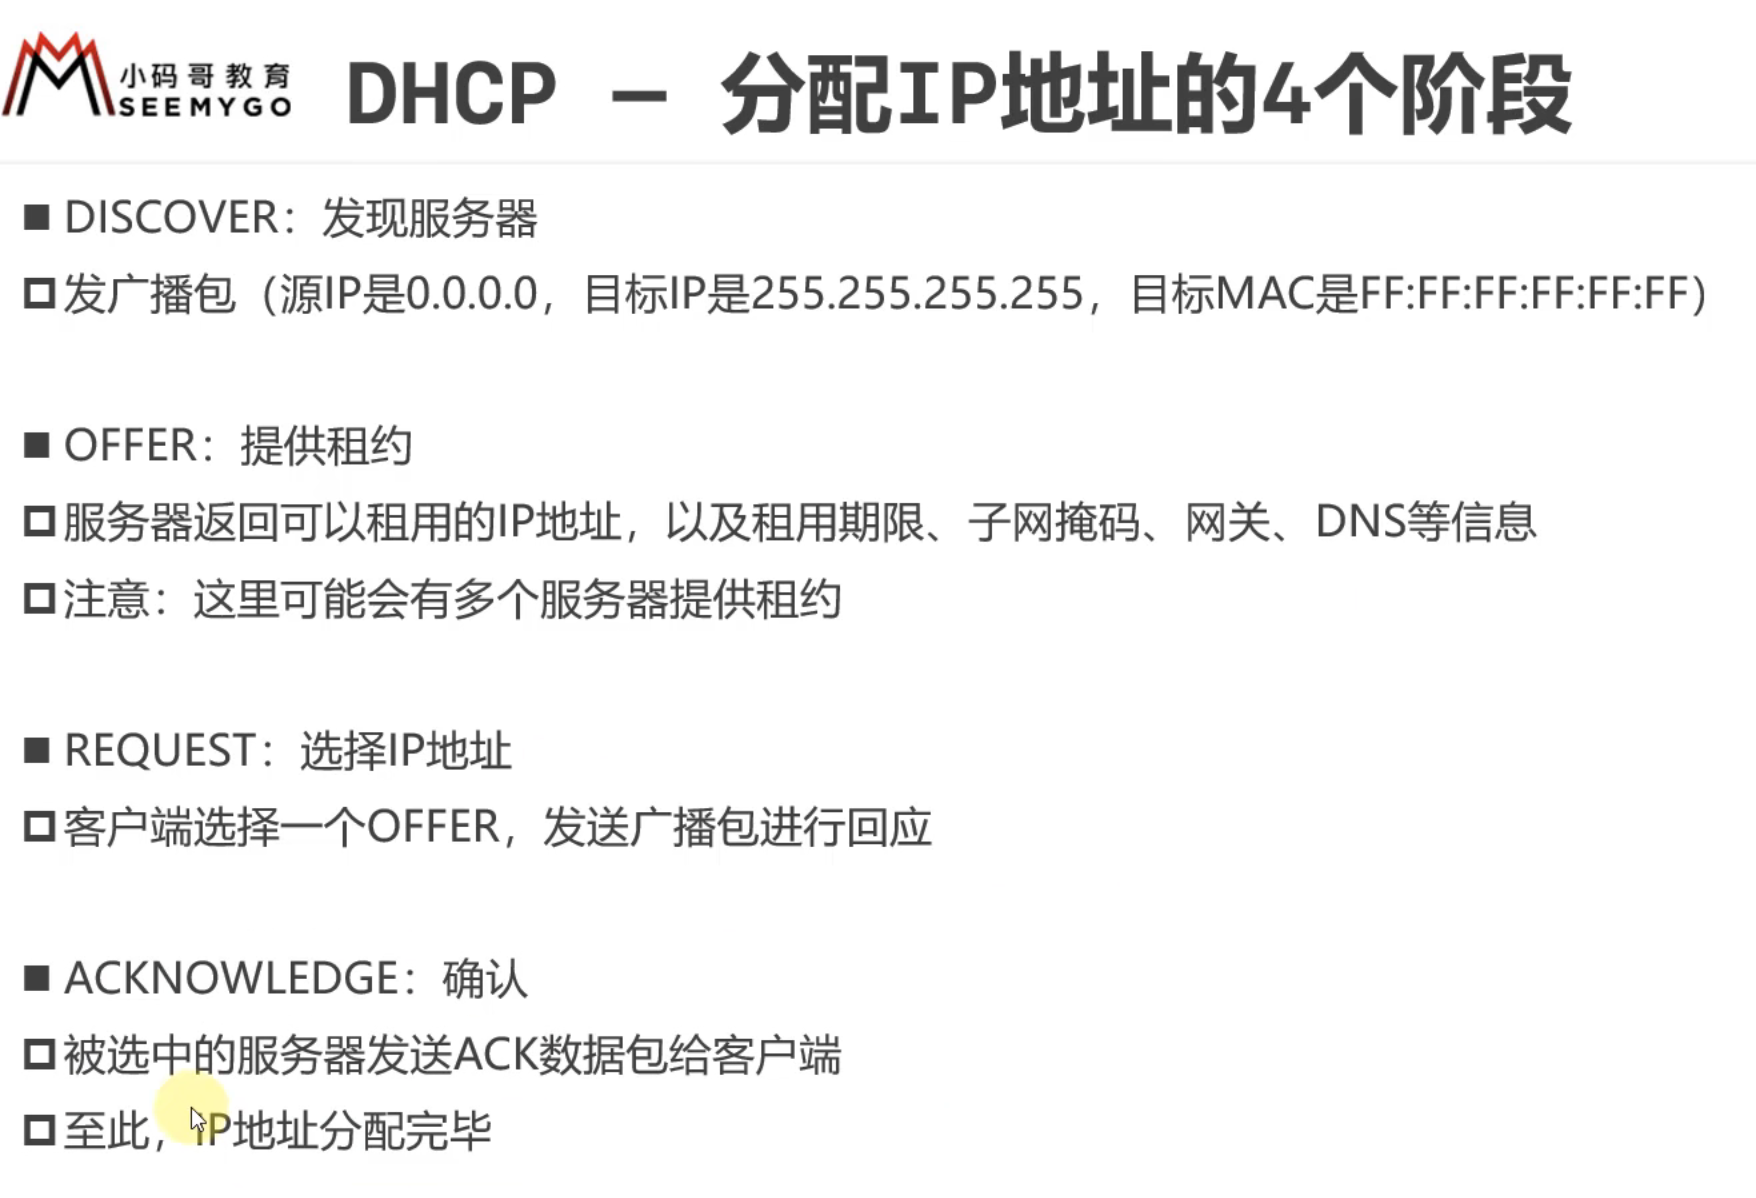 小码哥教育
SEEMYGO
DHCP – 分配IP地址的4个阶段
■ DISCOVER：发现服务器
发广播包（源IP是0.0.0.0，目标IP是255.255.255.255，目标MAC是FF:FF:FF:FF:FF:FF）
■ OFFER：提供租约
服务器返回可以租用的IP地址，以及租用期限、子网掩码、网关、DNS等信息
注意：这里可能会有多个服务器提供租约
■ REQUEST：选择IP地址
客户端选择一个OFFER，发送广播包进行回应
■ ACKNOWLEDGE：确认
被选中的服务器发送ACK数据包给客户端
至此，IP地址分配完毕